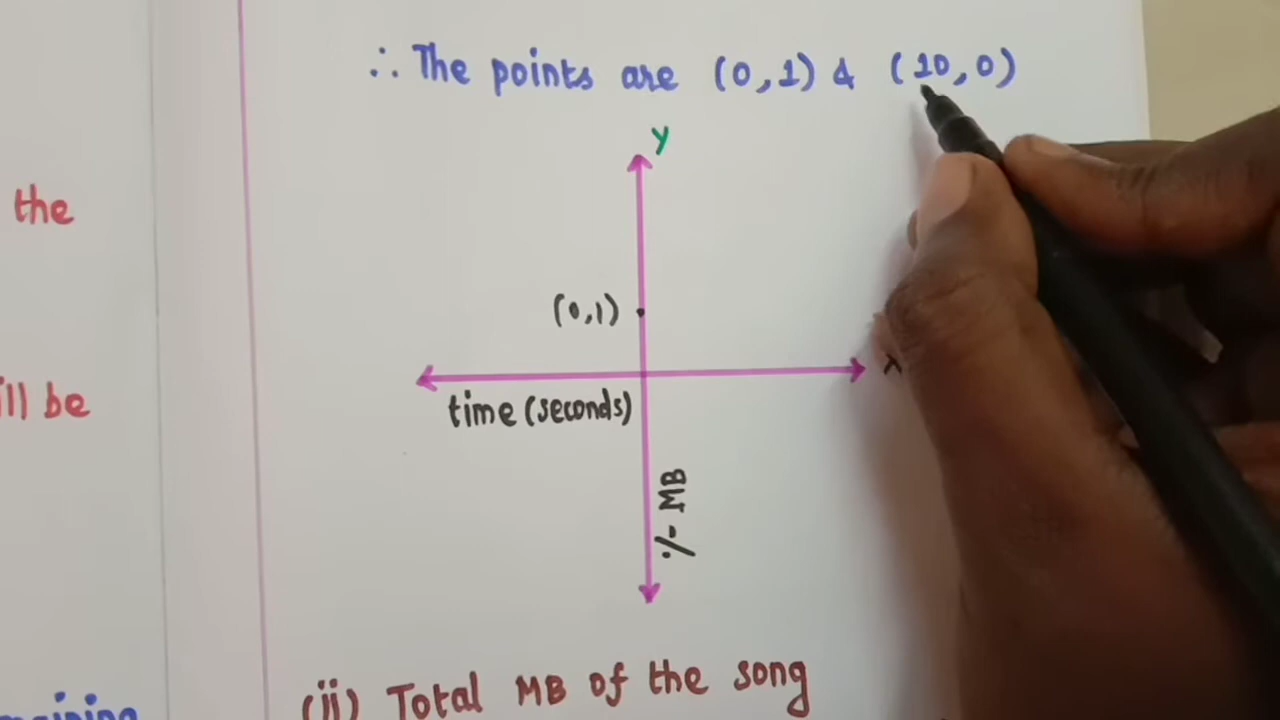 ∴ The points are (0,1) & (10,0)
y
the
(0,1)
x
ill be
time (seconds)
% MB
(ii) Total MB of the song
maining